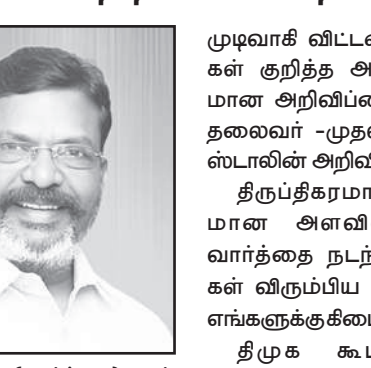 முடிவாகி விட்ட
கள் குறித்த அ
மான அறிவிப்
தலைவர் -முத
ஸ்டாலின் அறிவி
திருப்திகரமா
மான அளவி
வார்த்தை நடந்
கள் விரும்பிய
எங்களுக்குகிடை
திமுக கூட